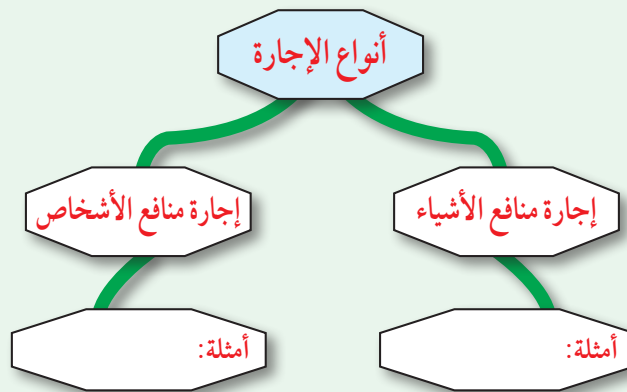 أنواع الإجارة
إجارة منافع الأشياء
إجارة منافع الأشخاص
أمثلة:
أمثلة: